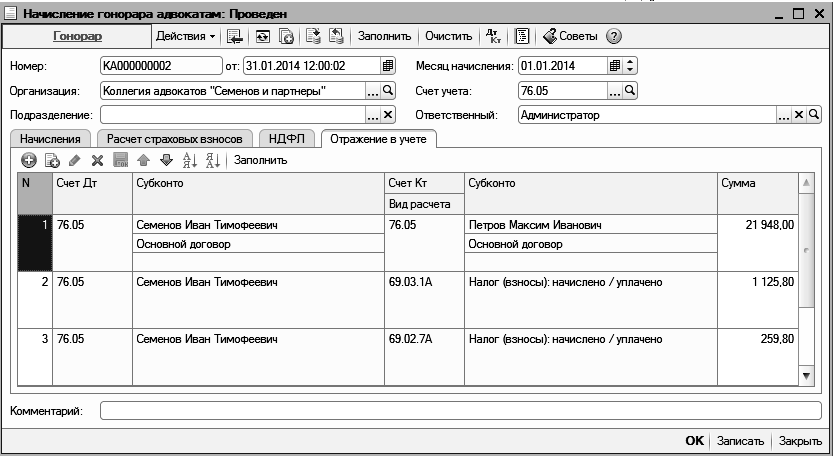 Начисление гонорара адвокатам: Проведен
Гонорар Действия Заполнить Очистить Дт Кт Советы
Номер: КА000000002 от: 31.01.2014 12:00:02 Месяц начисления: 01.01.2014
Организация: Коллегия адвокатов "Семенов и партнеры" ... Счет учета: 76.05 ...
Подразделение: ... Ответственный: Администратор ...
Начисления Расчет страховых взносов НДФЛ Отражение в учете
Заполнить
N Счет Дт Субконто Счет Кт Субконто Сумма
Вид расчета
1 76.05 Семенов Иван Тимофеевич 76.05 Петров Максим Иванович 21 948,00
Основной договор Основной договор
2 76.05 Семенов Иван Тимофеевич 69.03.1А Налог (взносы): начислено / уплачено 1 125,80
3 76.05 Семенов Иван Тимофеевич 69.02.7А Налог (взносы): начислено / уплачено 259,80
Комментарий:
OK Записать Закрыть